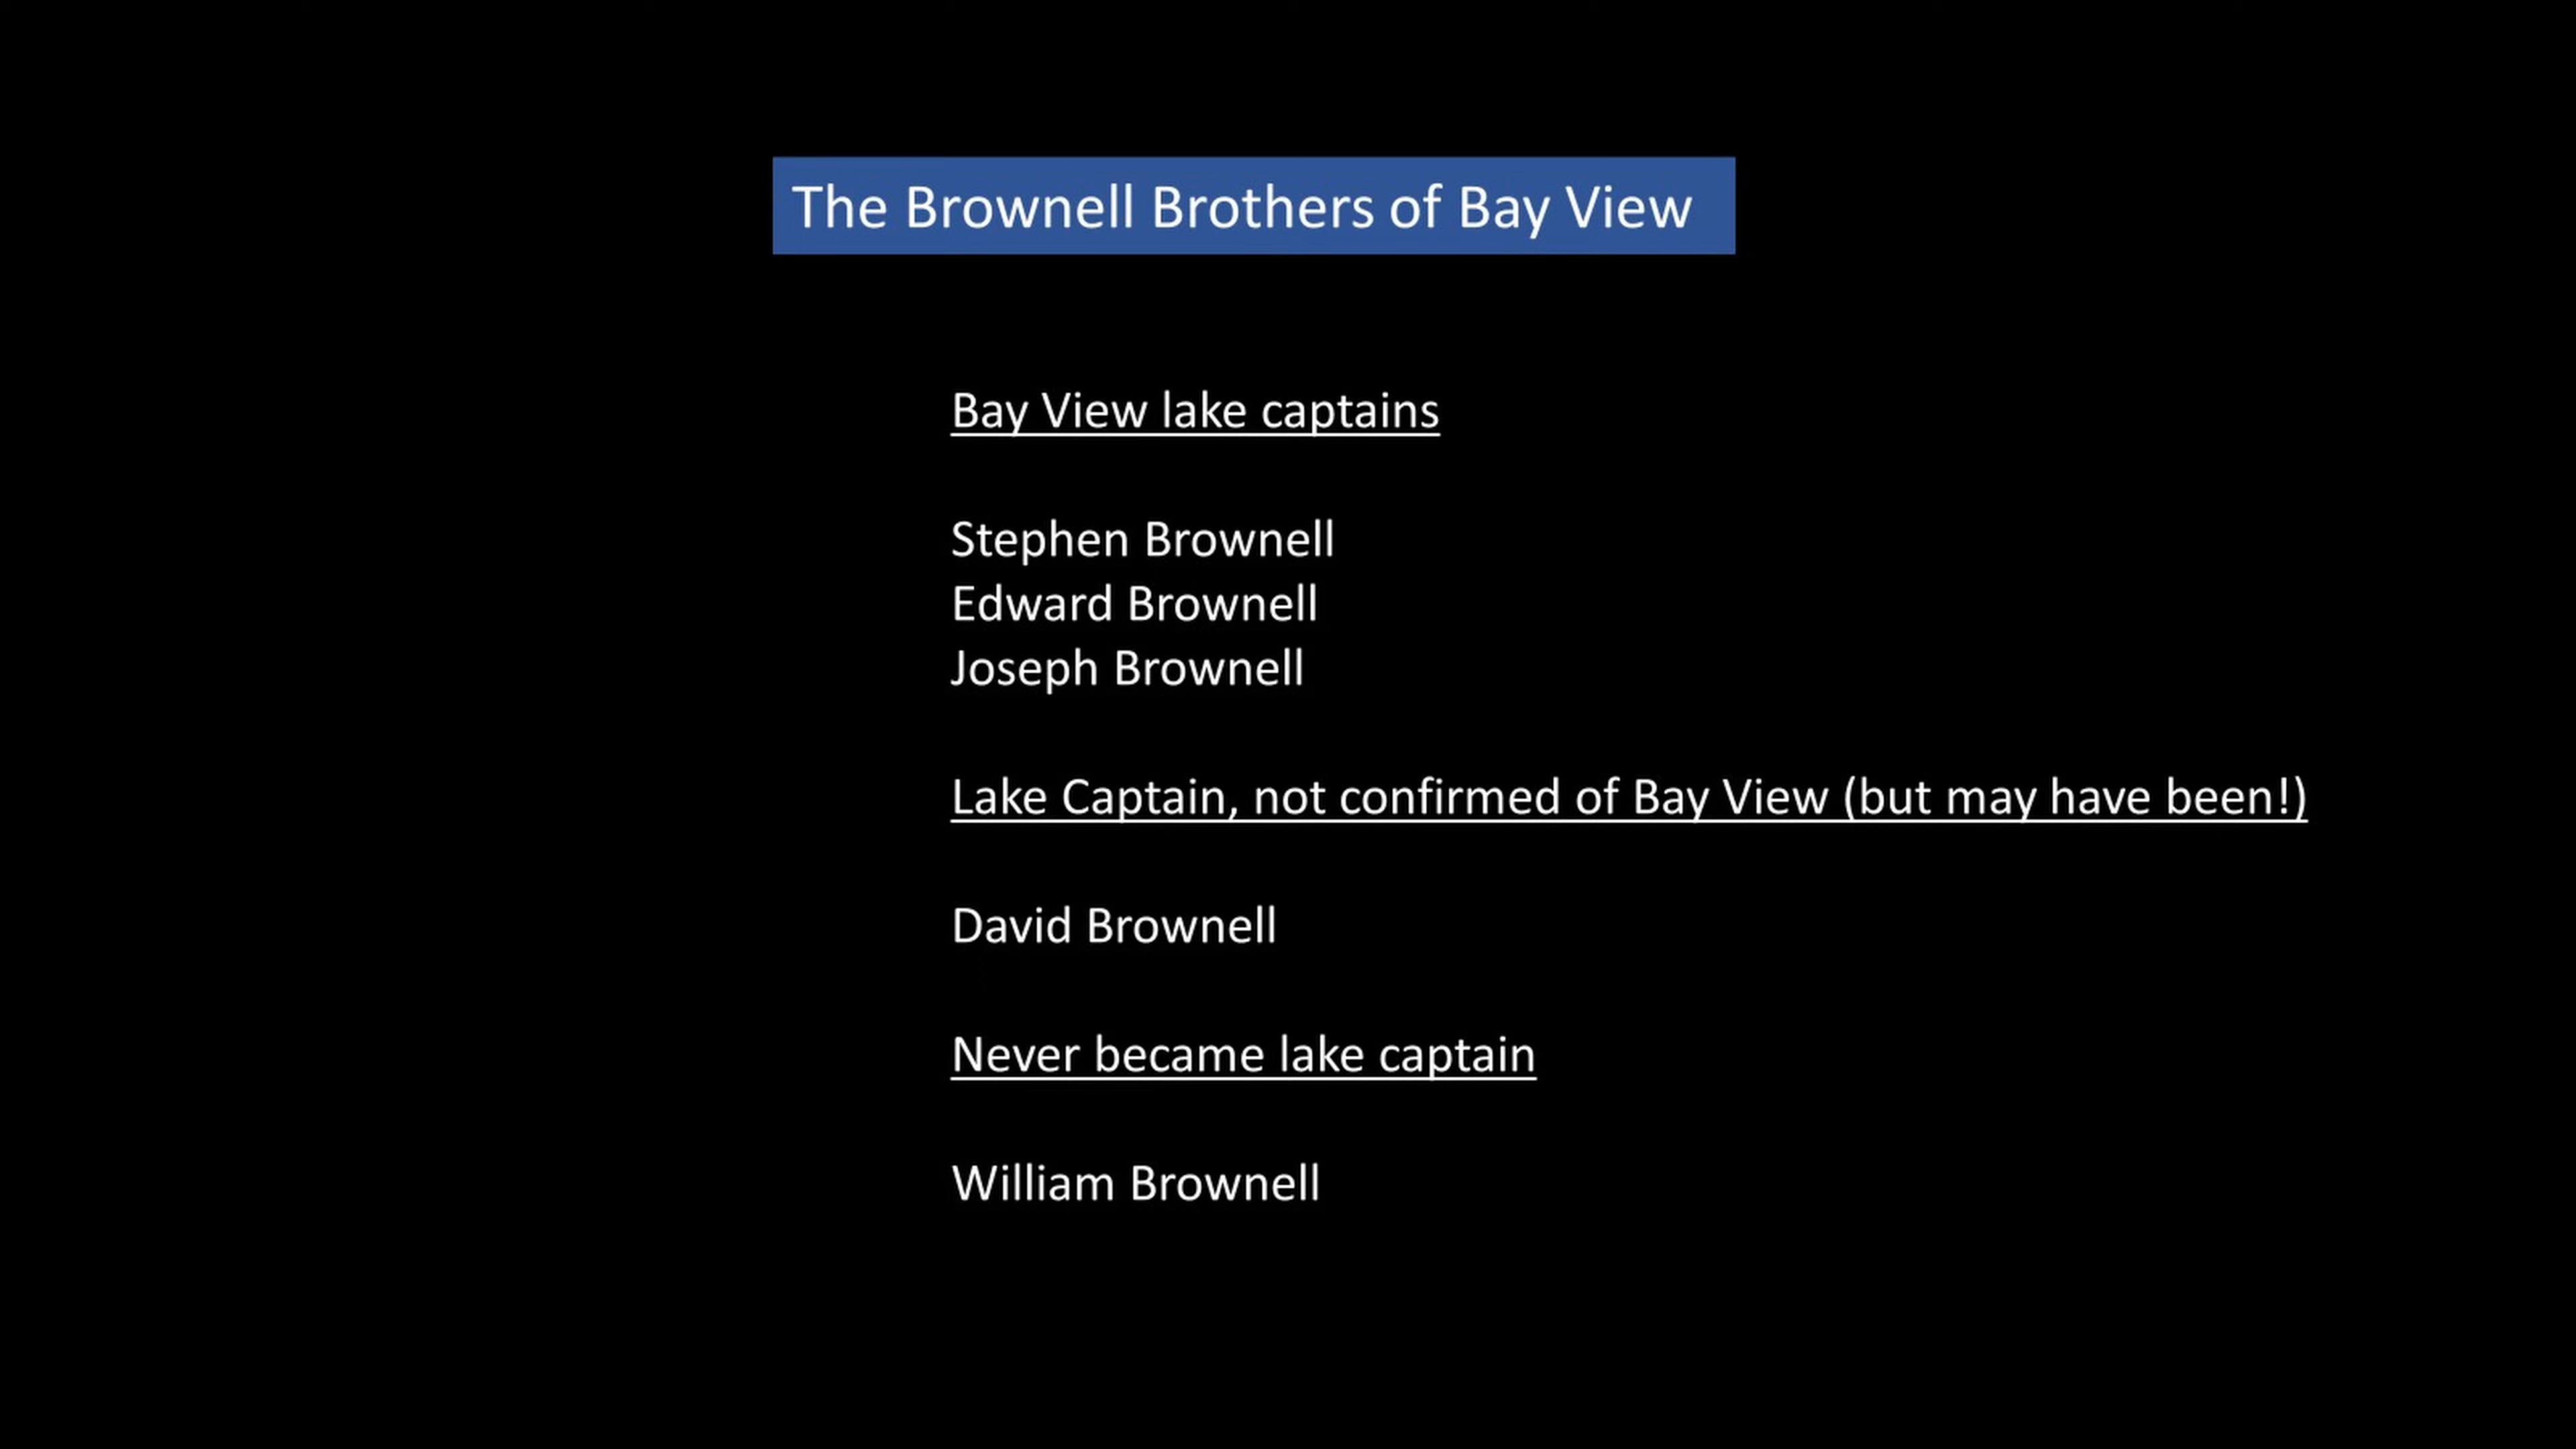 The Brownell Brothers of Bay View
Bay View lake captains
Stephen Brownell
Edward Brownell
Joseph Brownell
Lake Captain, not confirmed of Bay View (but may have been!)
David Brownell
Never became lake captain
William Brownell